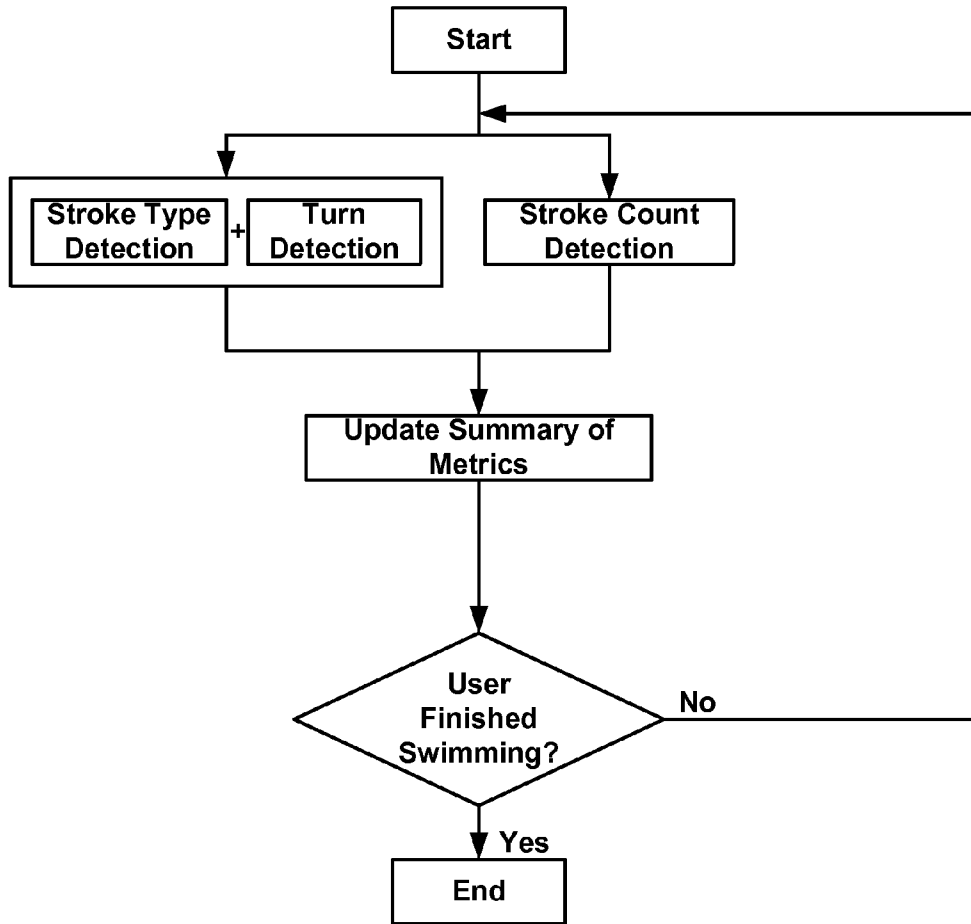 Start
Stroke Type
Detection
+
Turn
Detection
Stroke Count
Detection
Update Summary of
Metrics
User
Finished
Swimming?
No
Yes
End